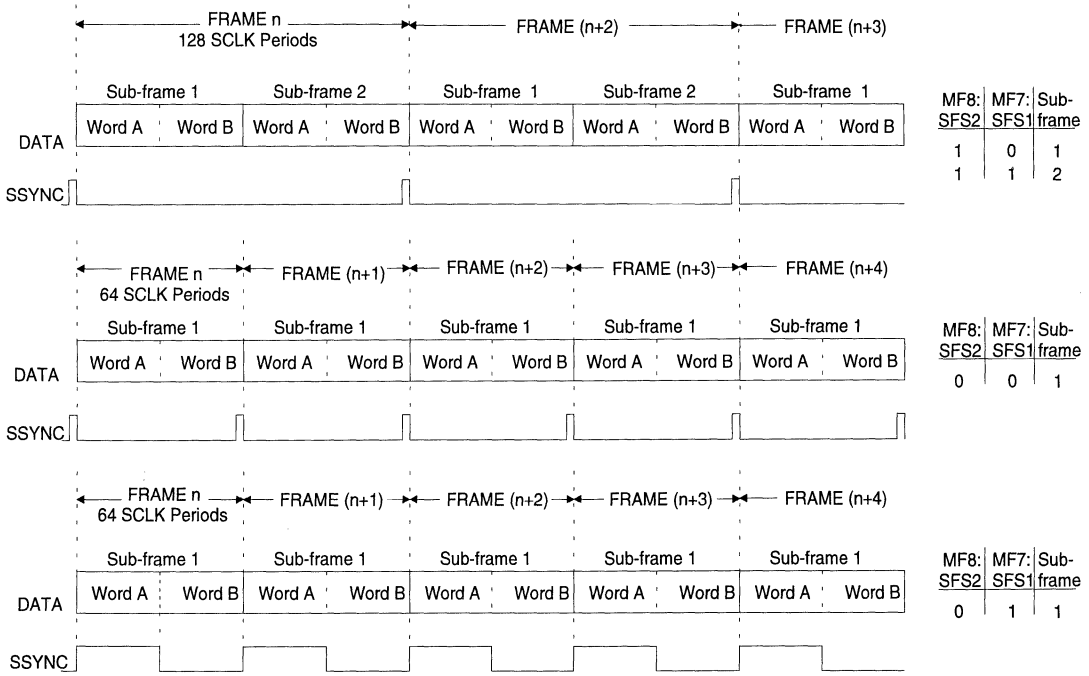 FRAME n
128 SCLK Periods
FRAME (n+2)
FRAME (n+3)
Sub-frame 1 Sub-frame 2 Sub-frame 1 Sub-frame 2 Sub-frame 1
DATA Word A Word B Word A Word B Word A Word B Word A Word B Word A Word B
SSYNC
MF8: MF7: Sub-
SFS2 SFS1 frame
1 0 1
1 1 2
FRAME n
64 SCLK Periods
FRAME (n+1) FRAME (n+2) FRAME (n+3) FRAME (n+4)
Sub-frame 1 Sub-frame 1 Sub-frame 1 Sub-frame 1 Sub-frame 1
DATA Word A Word B Word A Word B Word A Word B Word A Word B Word A Word B
SSYNC
MF8: MF7: Sub-
SFS2 SFS1 frame
0 0 1
FRAME n
64 SCLK Periods
FRAME (n+1) FRAME (n+2) FRAME (n+3) FRAME (n+4)
Sub-frame 1 Sub-frame 1 Sub-frame 1 Sub-frame 1 Sub-frame 1
DATA Word A Word B Word A Word B Word A Word B Word A Word B Word A Word B
SSYNC
MF8: MF7: Sub-
SFS2 SFS1 frame
0 1 1